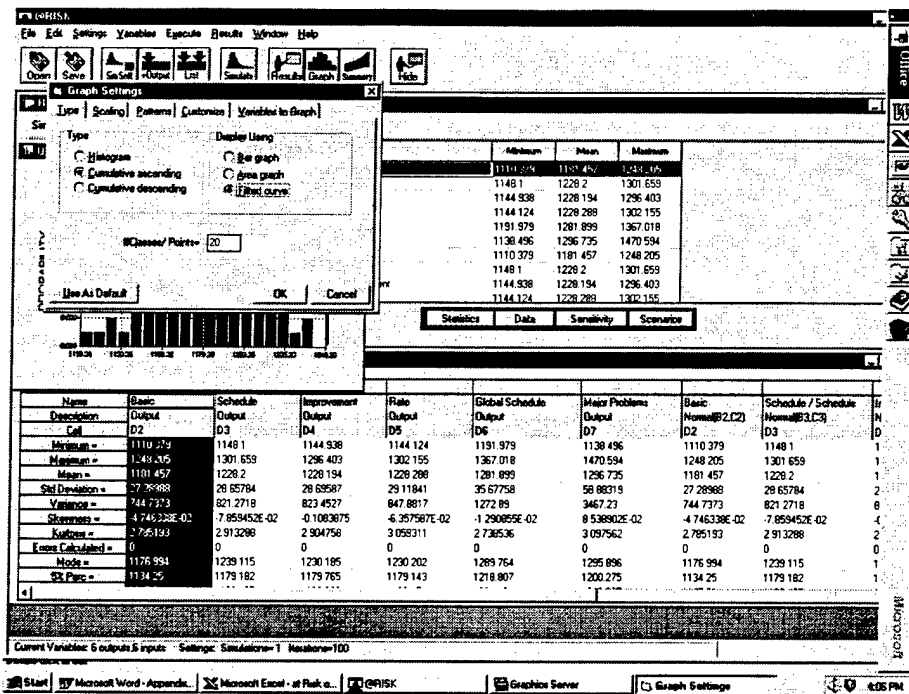 @RISK
File Edit Settings Variables Execute Results Window Help
Open Save Sim Sett +Output List Simulate Results Graph Summary Hide
Graph Settings
Type Scaling Patterns Customize Variables to Graph
Type
Histogram
Cumulative ascending
Cumulative descending
Display Using
Bar graph
Area graph
Fitted curve
#Classes/ Points= 20
Use As Default OK Cancel
Minimum Mean Maximum
1110.379 1181.457 1248.205
1148.1 1228.2 1301.659
1144.938 1228.194 1296.403
1144.124 1228.288 1302.155
1191.979 1281.899 1367.018
1138.496 1296.735 1470.594
1110.379 1181.457 1248.205
1148.1 1228.2 1301.659
1144.938 1228.194 1296.403
1144.124 1228.288 1302.155
Statistics Data Sensitivity Scenarios
Name Basic Schedule Improvement Rate Global Schedule Major Problems Basic Schedule / Schedule
Description Output Output Output Output Output Output Normal(B2,C2) Normal(B3,C3)
Cell D2 D3 D4 D5 D6 D7 D2 D3
Minimum = 1110.379 1148.1 1144.938 1144.124 1191.979 1138.496 1110.379 1148.1
Maximum = 1248.205 1301.659 1296.403 1302.155 1367.018 1470.594 1248.205 1301.659
Mean = 1181.457 1228.2 1228.194 1228.288 1281.899 1296.735 1181.457 1228.2
Std Deviation = 27.28988 28.65784 28.69587 29.11841 35.67758 58.88319 27.28988 28.65784
Variance = 744.7373 821.2718 823.4527 847.8817 1272.89 3467.23 744.7373 821.2718
Skewness = -4.746338E-02 -7.859452E-02 -0.1083875 -6.357587E-02 -1.290855E-02 8.538902E-02 -4.746338E-02 -7.859452E-02
Kurtosis = 2.785193 2.913288 2.904758 3.059311 2.738536 3.097562 2.785193 2.913288
Errors Calculated = 0 0 0 0 0 0 0 0
Mode = 1176.994 1239.115 1230.185 1230.202 1289.764 1295.896 1176.994 1239.115
5% Perc = 1134.25 1179.182 1179.765 1179.143 1218.807 1200.275 1134.25 1179.182
Current Variables: 6 outputs,6 inputs Settings: Simulations= 1 Iterations=100
Start Microsoft Word - Appendix... Microsoft Excel - at Risk a... @RISK Graphics Server Graph Settings 4:05 PM
Office
Microsoft